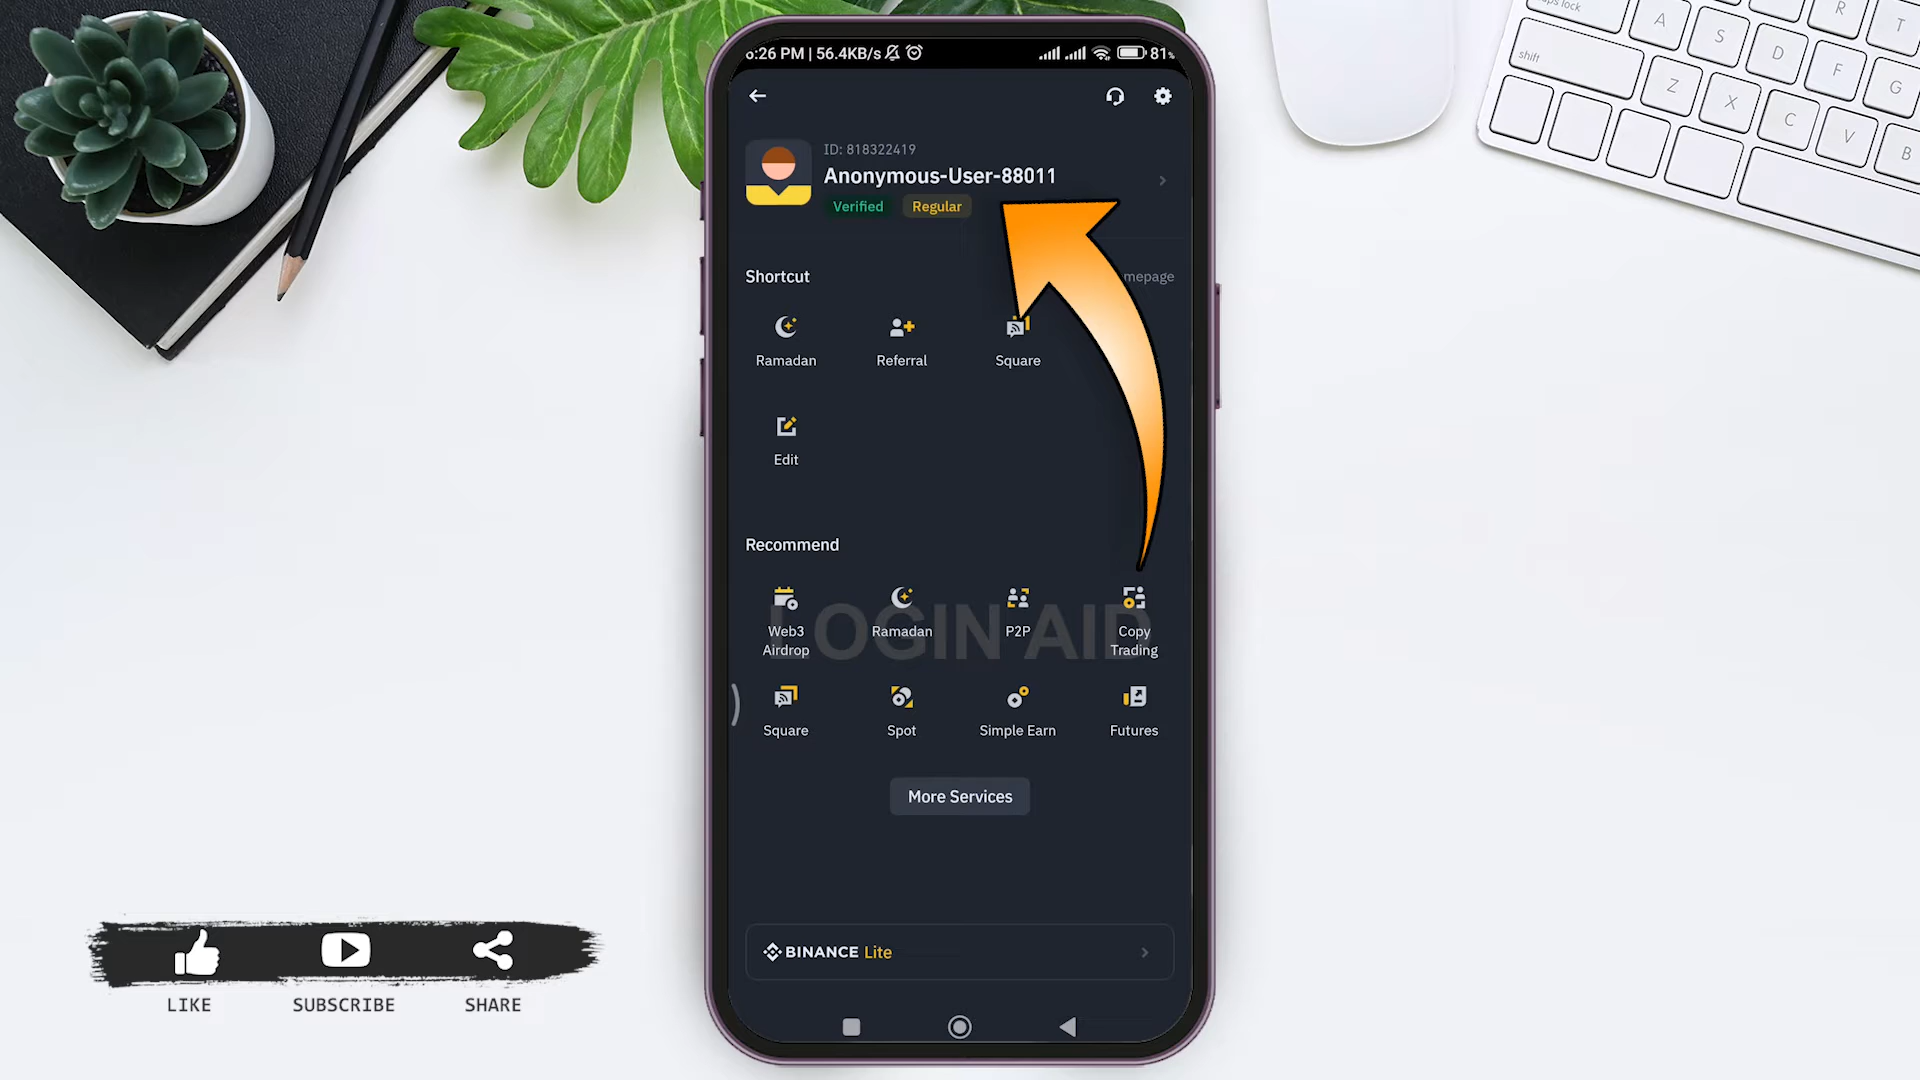 6:26 PM | 56.4KB/s 81%
ID: 818322419
Anonymous-User-88011
Verified Regular
Shortcut mepage
Ramadan Referral Square
Edit
Recommend
Web3 Airdrop Ramadan P2P Copy Trading
LOGIN AID
Square Spot Simple Earn Futures
More Services
BINANCE Lite
LIKE SUBSCRIBE SHARE
shift
A S D F G
Z X C V B
R T